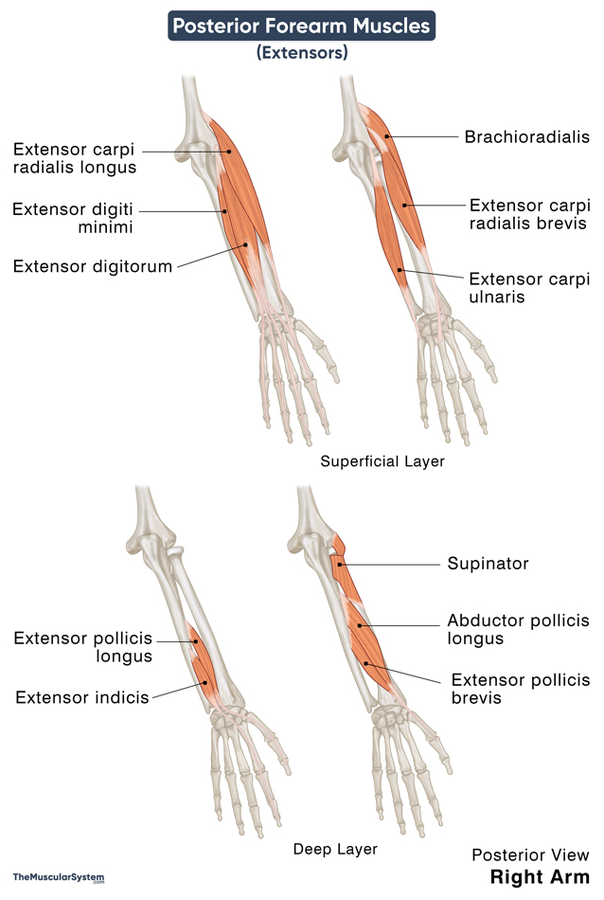 Posterior Forearm Muscles
(Extensors)
Extensor carpi
radialis longus
Extensor digiti
minimi
Extensor digitorum
Brachioradialis
Extensor carpi
radialis brevis
Extensor carpi
ulnaris
Superficial Layer
Extensor pollicis
longus
Extensor indicis
Supinator
Abductor pollicis
longus
Extensor pollicis
brevis
Deep Layer
Posterior View
Right Arm
TheMuscularSystem
.com